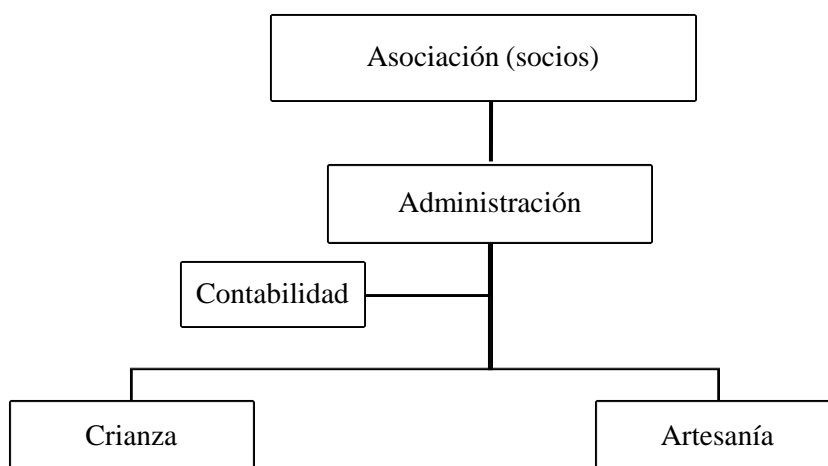 Asociación (socios)
Administración
Contabilidad
Crianza
Artesanía